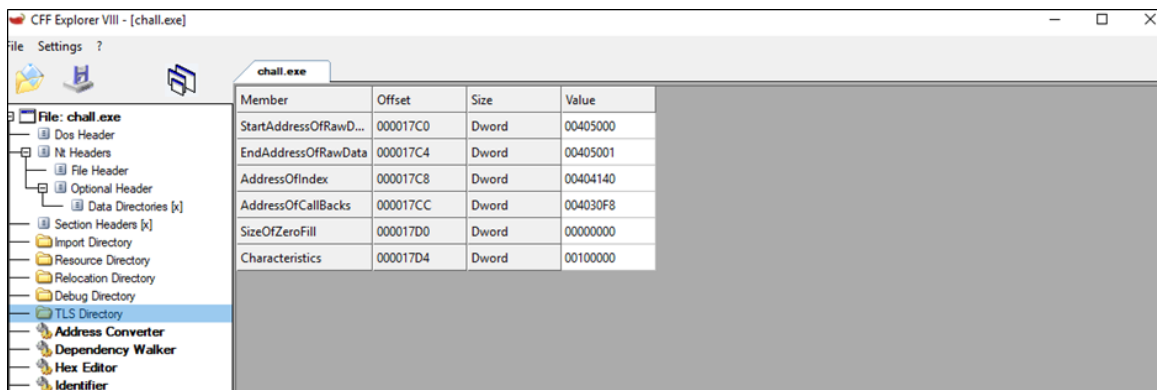 CFF Explorer VIII - [chall.exe]
File Settings ?
chall.exe
Member Offset Size Value
StartAddressOfRawD... 000017C0 Dword 00405000
EndAddressOfRawData 000017C4 Dword 00405001
AddressOfIndex 000017C8 Dword 00404140
AddressOfCallBacks 000017CC Dword 004030F8
SizeOfZeroFill 000017D0 Dword 00000000
Characteristics 000017D4 Dword 00100000
File: chall.exe
Dos Header
Nt Headers
File Header
Optional Header
Data Directories [x]
Section Headers [x]
Import Directory
Resource Directory
Relocation Directory
Debug Directory
TLS Directory
Address Converter
Dependency Walker
Hex Editor
Identifier